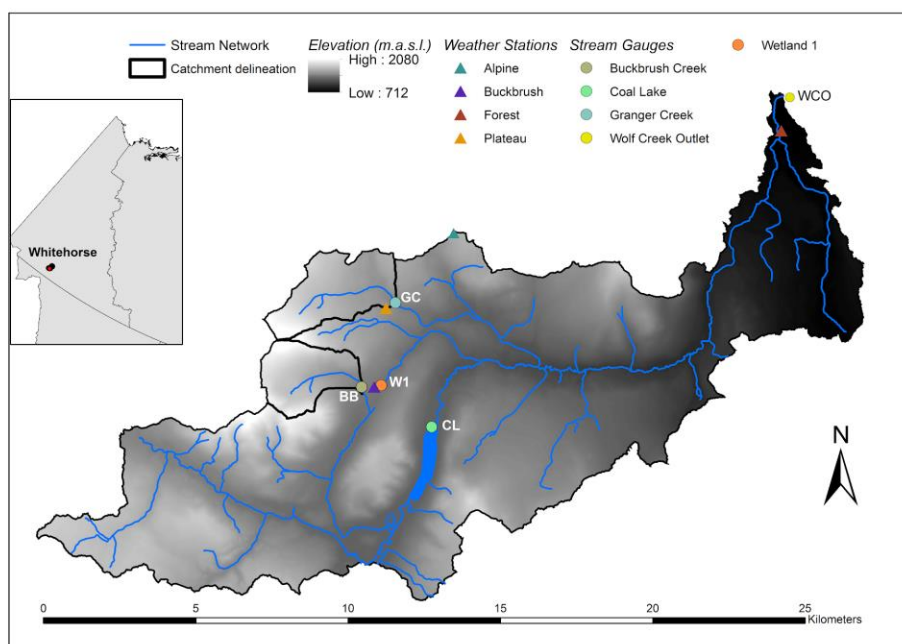 Stream Network
Catchment delineation
Elevation (m.a.s.l.)
High : 2080
Low : 712
Weather Stations
Alpine
Buckbrush
Forest
Plateau
Stream Gauges
Buckbrush Creek
Coal Lake
Granger Creek
Wolf Creek Outlet
Wetland 1
WCO
Whitehorse
GC
W1
BB
CL
N
0 5 10 15 20 25
Kilometers